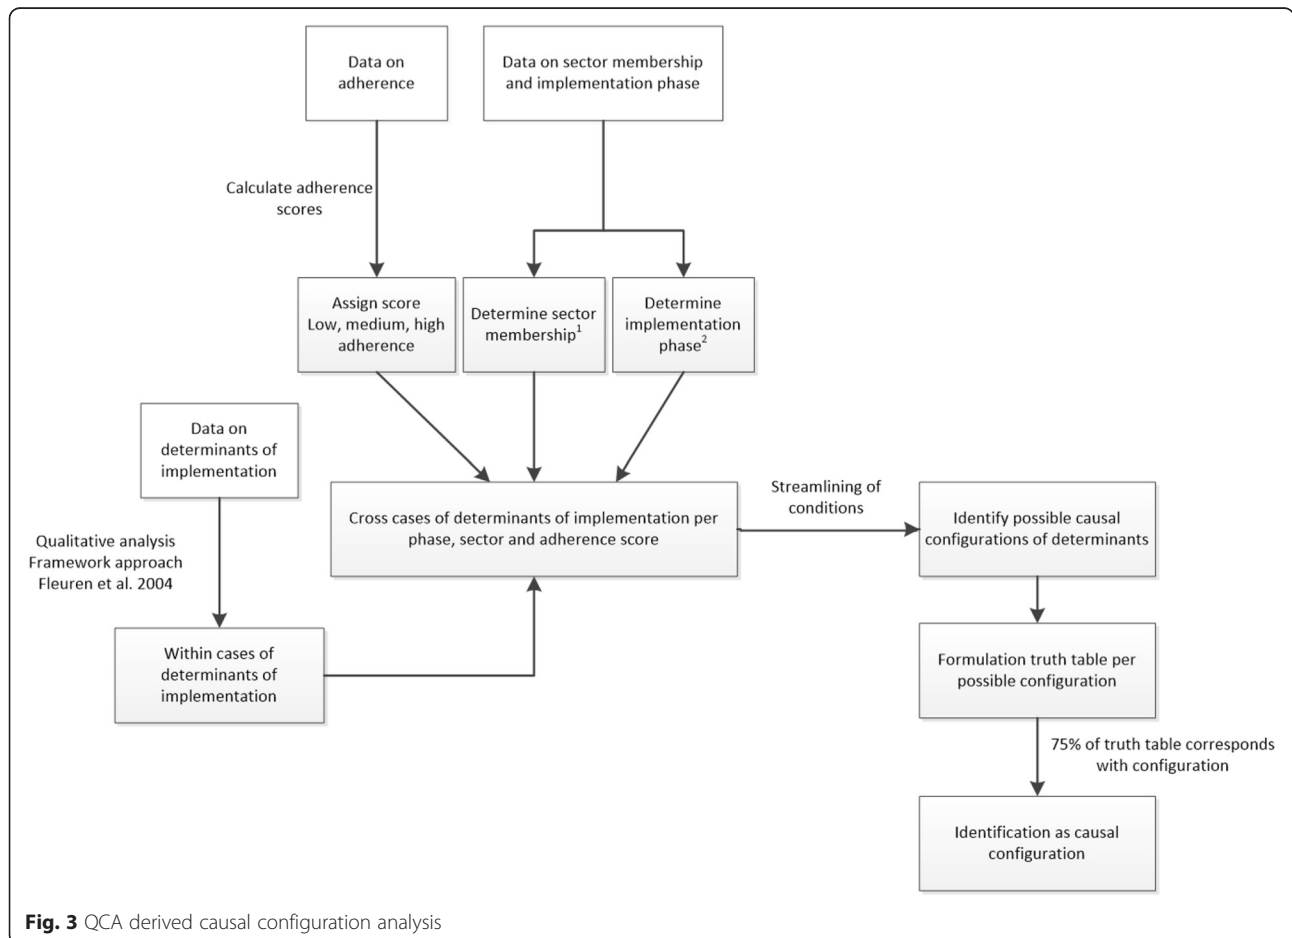 Data on
adherence
Data on sector membership
and implementation phase
Calculate adherence
scores
Assign score
Low, medium, high
adherence
Determine sector
membership1
Determine
implementation
phase2
Data on
determinants of
implementation
Qualitative analysis
Framework approach
Fleuren et al. 2004
Cross cases of determinants of implementation per
phase, sector and adherence score
Streamlining of
conditions
Identify possible causal
configurations of determinants
Within cases of
determinants of
implementation
Formulation truth table per
possible configuration
75% of truth table corresponds
with configuration
Identification as causal
configuration
Fig. 3 QCA derived causal configuration analysis